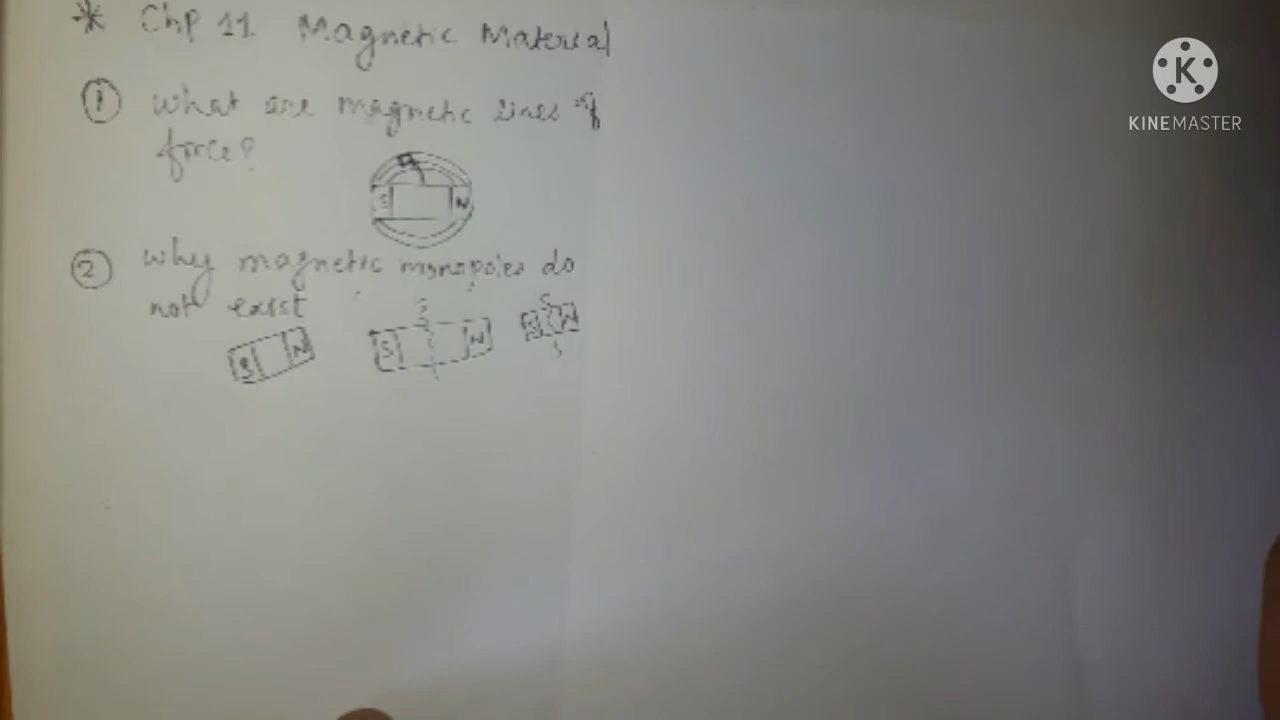 * Chp 11 Magnetic Material
K
KINEMASTER
① What are magnetic lines of
force?
S N
② Why magnetic monopoles do
not exist
S N S N S N